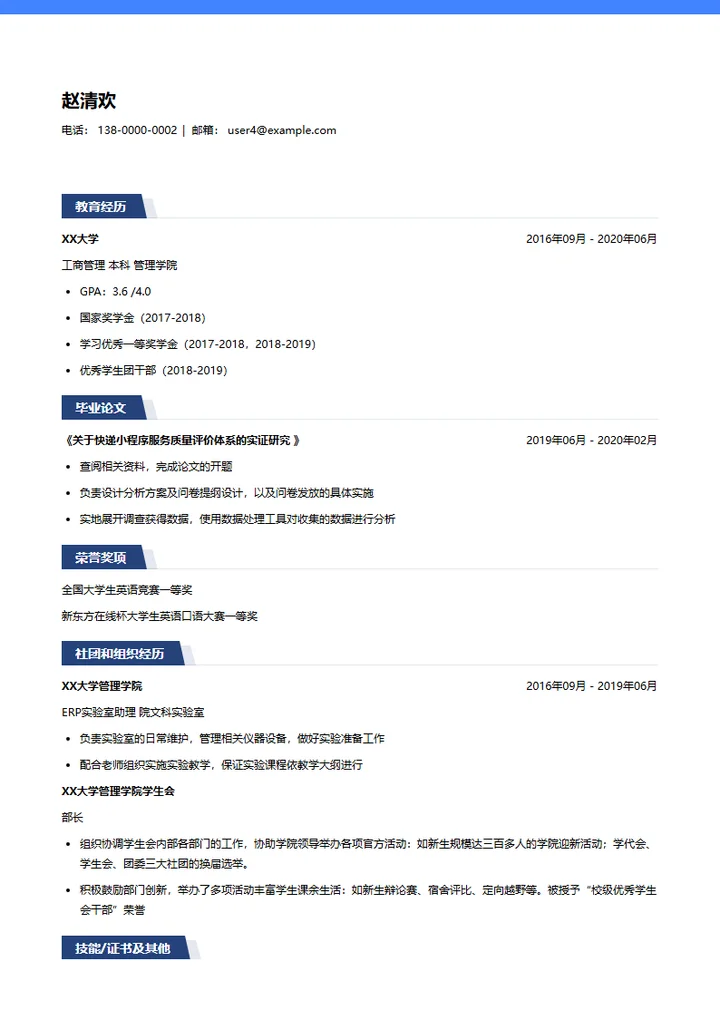 赵清欢
电话： 138-0000-0002 | 邮箱： user4@example.com
教育经历
XX大学 2016年09月 - 2020年06月
工商管理 本科 管理学院
• GPA：3.6 /4.0
• 国家奖学金（2017-2018）
• 学习优秀一等奖学金（2017-2018，2018-2019）
• 优秀学生团干部（2018-2019）
毕业论文
《关于快递小程序服务质量评价体系的实证研究 》 2019年06月 - 2020年02月
• 查阅相关资料，完成论文的开题
• 负责设计分析方案及问卷提纲设计，以及问卷发放的具体实施
• 实地展开调查获得数据，使用数据处理工具对收集的数据进行分析
荣誉奖项
全国大学生英语竞赛一等奖
新东方在线杯大学生英语口语大赛一等奖
社团和组织经历
XX大学管理学院 2016年09月 - 2019年06月
ERP实验室助理 院文科实验室
• 负责实验室的日常维护，管理相关仪器设备，做好实验准备工作
• 配合老师组织实施实验教学，保证实验课程依教学大纲进行
XX大学管理学院学生会
部长
• 组织协调学生会内部各部门的工作，协助学院领导举办各项官方活动：如新生规模达三百多人的学院迎新活动；学代会、
学生会、团委三大社团的换届选举。
• 积极鼓励部门创新，举办了多项活动丰富学生课余生活：如新生辩论赛、宿舍评比、定向越野等。被授予“校级优秀学生
会干部”荣誉
技能/证书及其他